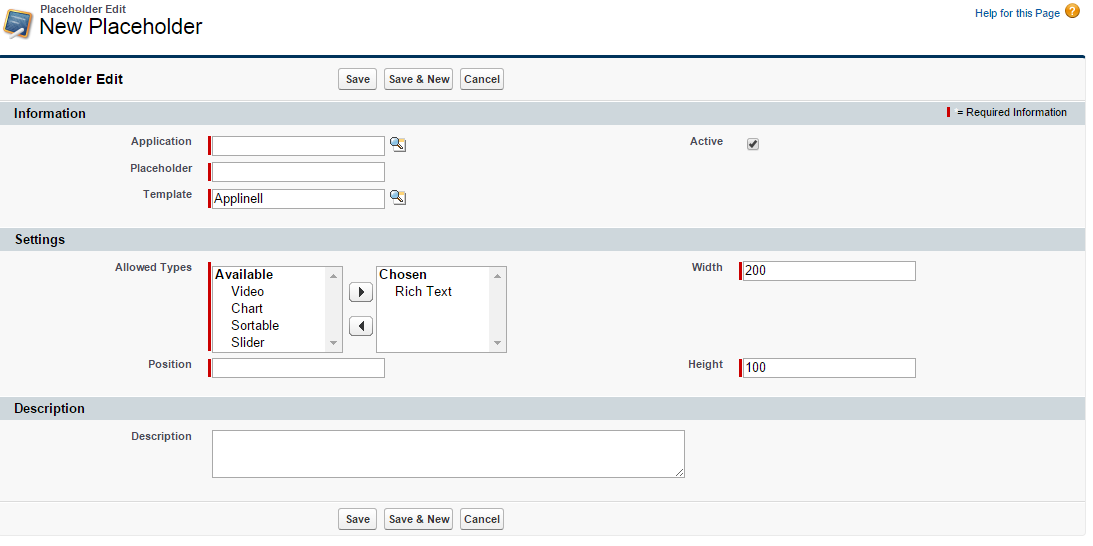 Placeholder Edit
New Placeholder
Help for this Page ?
Placeholder Edit Save Save & New Cancel
Information = Required Information
Application Active
Placeholder
Template Applinell
Settings
Allowed Types Available Chosen Width 200
Video Rich Text
Chart
Sortable
Slider
Position Height 100
Description
Description
Save Save & New Cancel